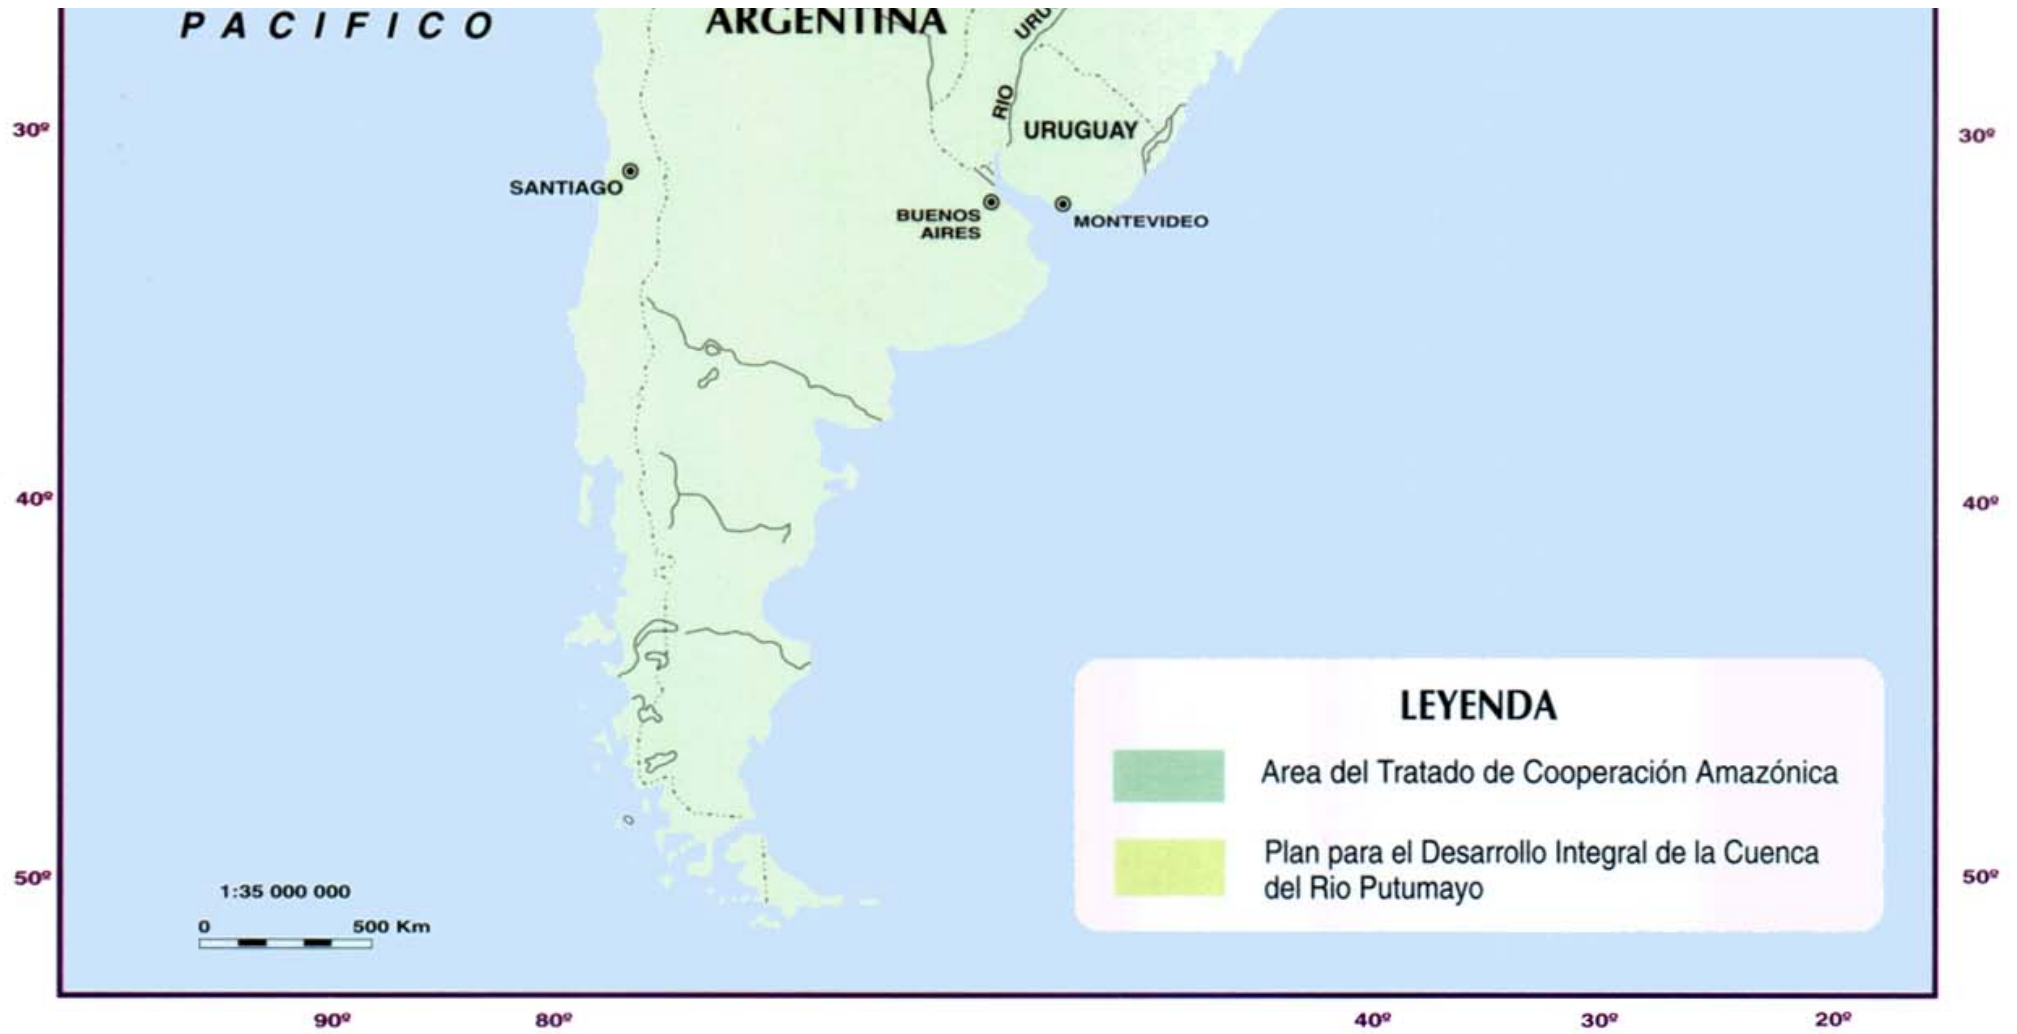 PACIFICO
ARGENTINA
URU
RIO
URUGUAY
30º
30º
SANTIAGO
BUENOS
AIRES
MONTEVIDEO
40º
40º
LEYENDA
Area del Tratado de Cooperación Amazónica
Plan para el Desarrollo Integral de la Cuenca
del Rio Putumayo
50º
50º
1:35 000 000
0 500 Km
90º 80º 40º 30º 20º